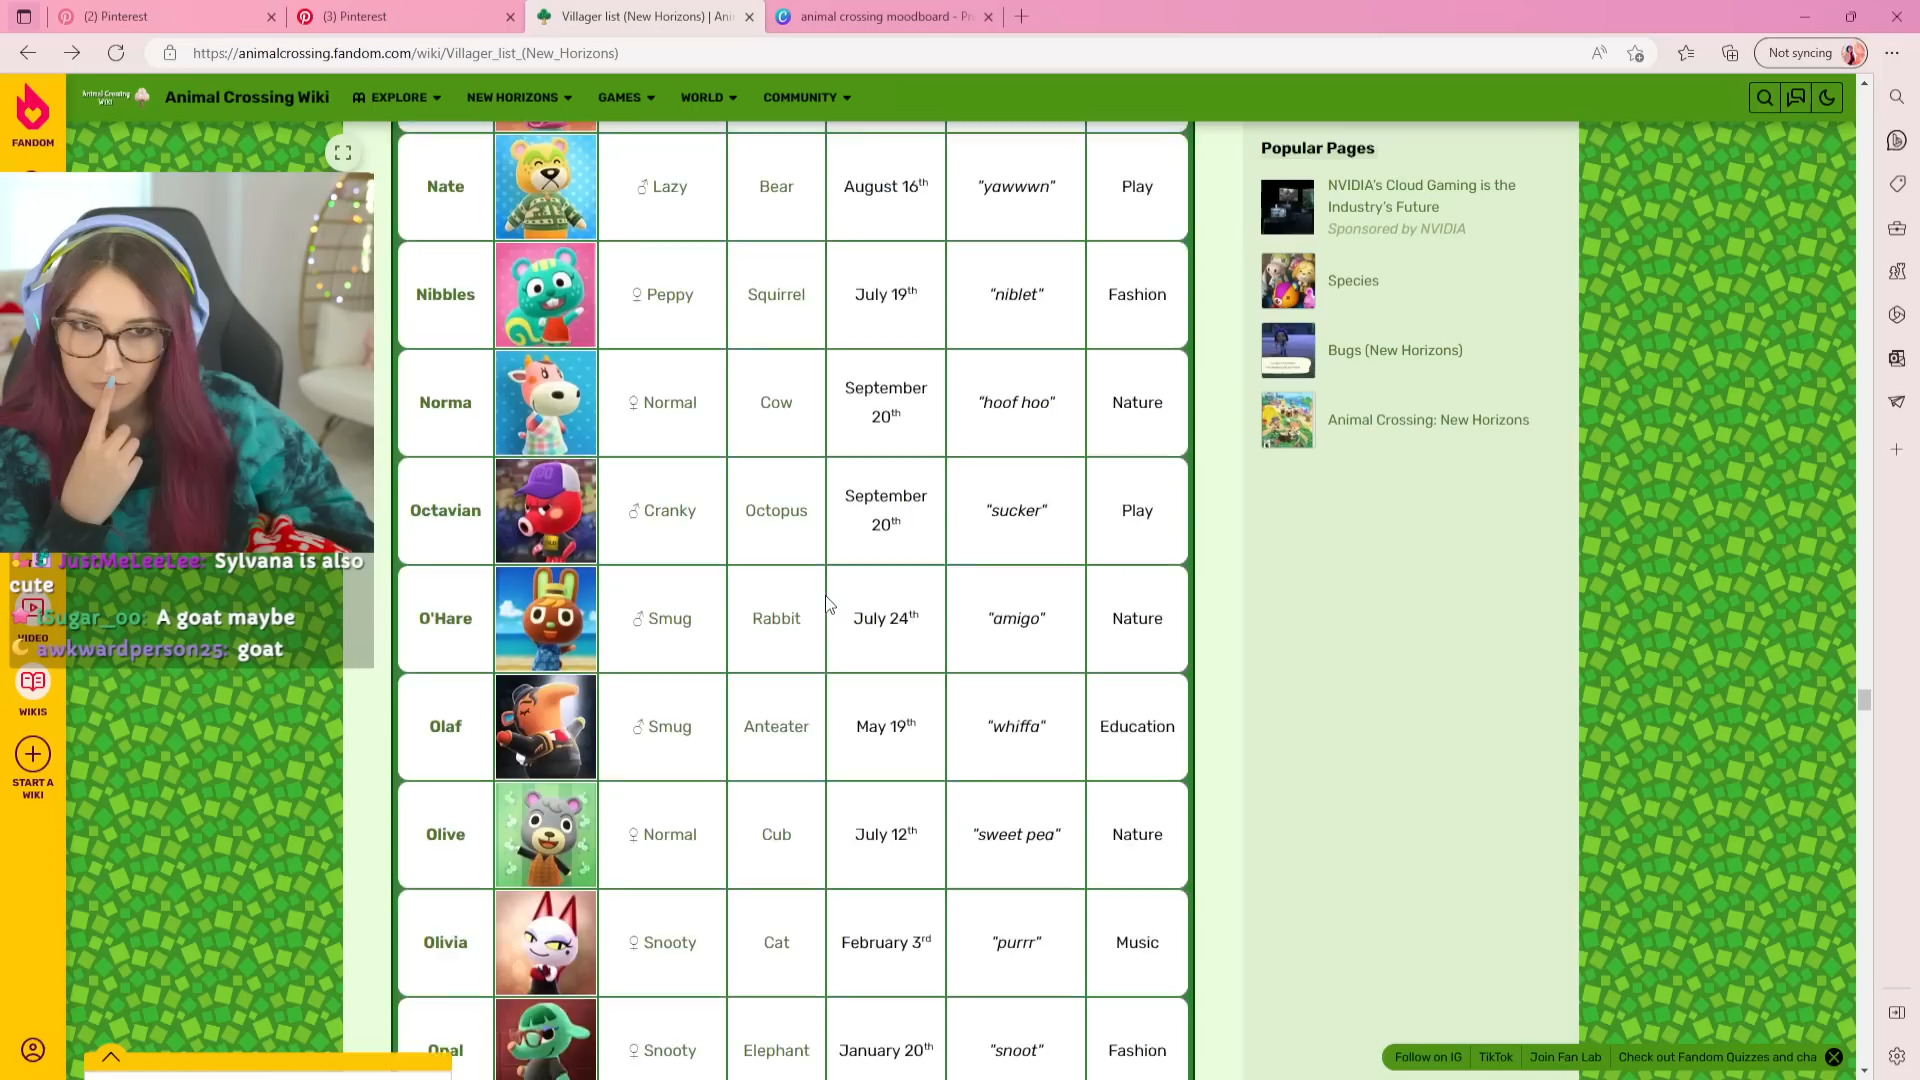 (2) Pinterest
(3) Pinterest
Villager list (New Horizons) | Ani
animal crossing moodboard - Pr
https://animalcrossing.fandom.com/wiki/Villager_list_(New_Horizons)
Not syncing
FANDOM
Animal Crossing Wiki
Animal Crossing Wiki
EXPLORE
NEW HORIZONS
GAMES
WORLD
COMMUNITY
Nate ♂ Lazy Bear August 16th "yawwwn" Play
Nibbles ♀ Peppy Squirrel July 19th "niblet" Fashion
Norma ♀ Normal Cow September 20th "hoof hoo" Nature
Octavian ♂ Cranky Octopus September 20th "sucker" Play
O'Hare ♂ Smug Rabbit July 24th "amigo" Nature
Olaf ♂ Smug Anteater May 19th "whiffa" Education
Olive ♀ Normal Cub July 12th "sweet pea" Nature
Olivia ♀ Snooty Cat February 3rd "purrr" Music
Opal ♀ Snooty Elephant January 20th "snoot" Fashion
Popular Pages
NVIDIA's Cloud Gaming is the
Industry's Future
Sponsored by NVIDIA
Species
Bugs (New Horizons)
Animal Crossing: New Horizons
JustMeLeeLee: Sylvana is also
cute
iSugar_oo: A goat maybe
awkwardperson25: goat
VIDEO
WIKIS
START A
WIKI
Follow on IG
TikTok
Join Fan Lab
Check out Fandom Quizzes and cha